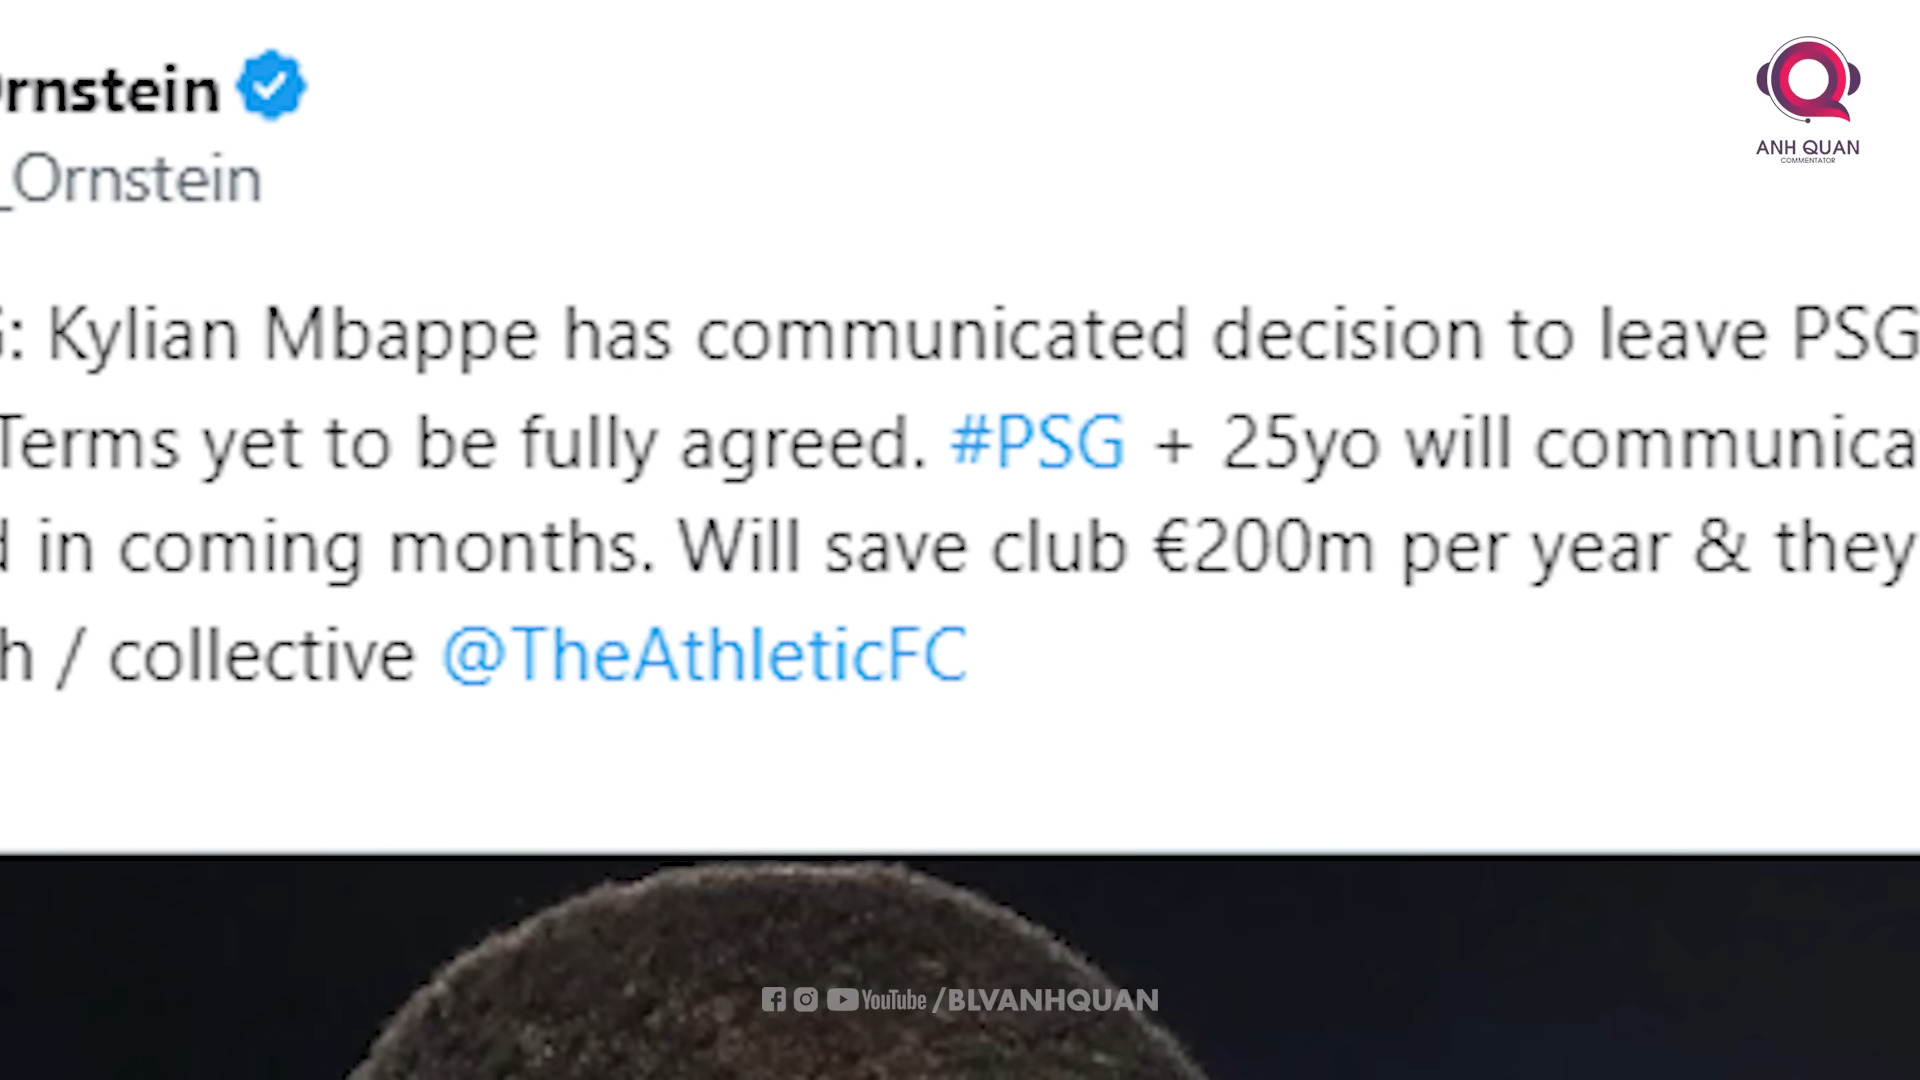 Ornstein
_Ornstein
ANH QUAN
COMMENTATOR
: Kylian Mbappe has communicated decision to leave PSG
Terms yet to be fully agreed. #PSG + 25yo will communica
in coming months. Will save club €200m per year & they
h / collective @TheAthleticFC
YouTube /BLVANHQUAN